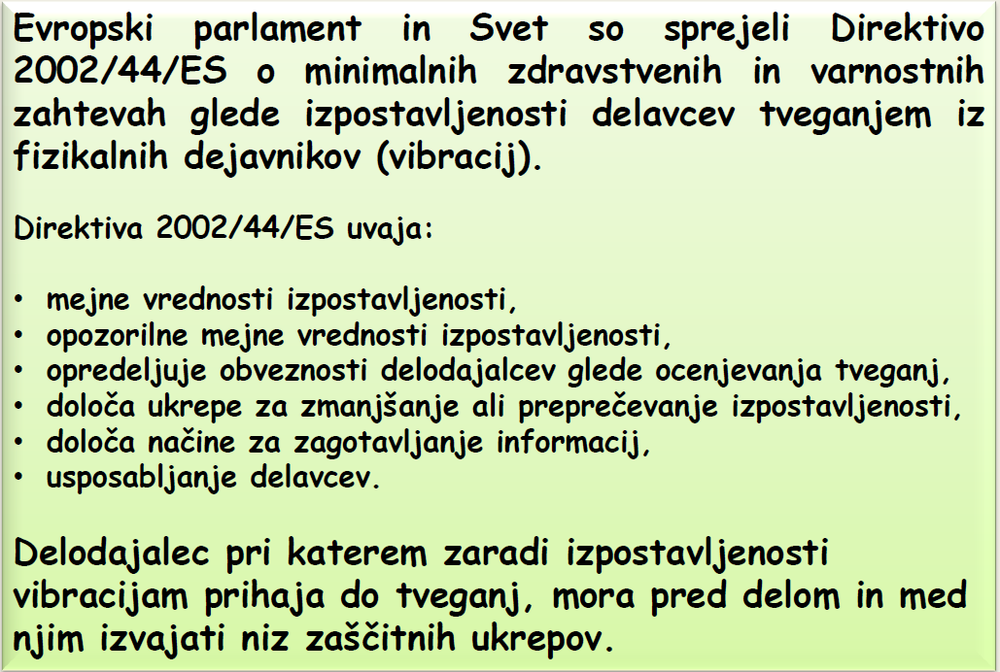 Evropski parlament in Svet so sprejeli Direktivo
2002/44/ES o minimalnih zdravstvenih in varnostnih
zahtevah glede izpostavljenosti delavcev tveganjem iz
fizikalnih dejavnikov (vibracij).
Direktiva 2002/44/ES uvaja:
• mejne vrednosti izpostavljenosti,
• opozorilne mejne vrednosti izpostavljenosti,
• opredeljuje obveznosti delodajalcev glede ocenjevanja tveganj,
• določa ukrepe za zmanjšanje ali preprečevanje izpostavljenosti,
• določa načine za zagotavljanje informacij,
• usposabljanje delavcev.
Delodajalec pri katerem zaradi izpostavljenosti
vibracijam prihaja do tveganj, mora pred delom in med
njim izvajati niz zaščitnih ukrepov.